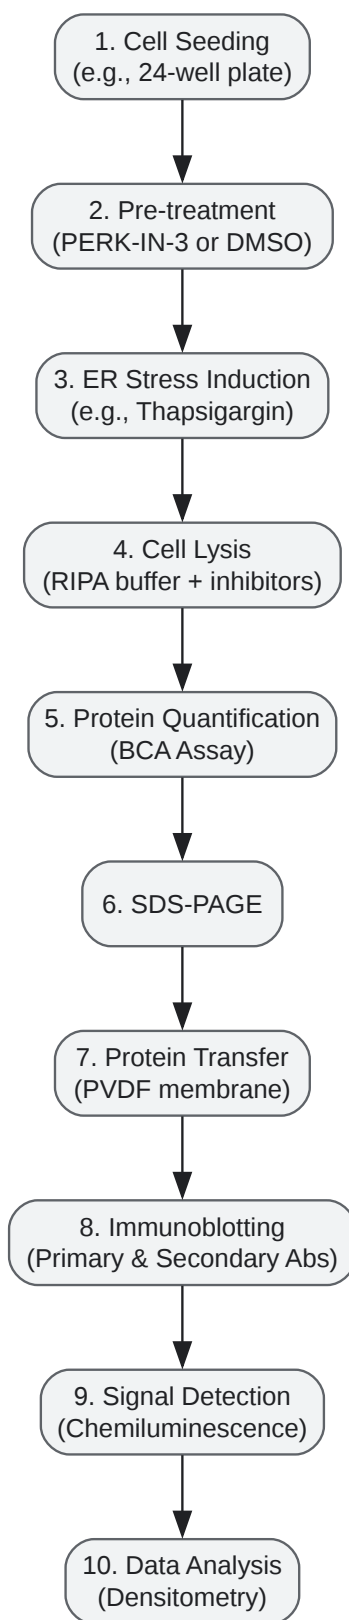 1. Cell Seeding
(e.g., 24-well plate)
2. Pre-treatment
(PERK-IN-3 or DMSO)
3. ER Stress Induction
(e.g., Thapsigargin)
4. Cell Lysis
(RIPA buffer + inhibitors)
5. Protein Quantification
(BCA Assay)
6. SDS-PAGE
7. Protein Transfer
(PVDF membrane)
8. Immunoblotting
(Primary & Secondary Abs)
9. Signal Detection
(Chemiluminescence)
10. Data Analysis
(Densitometry)